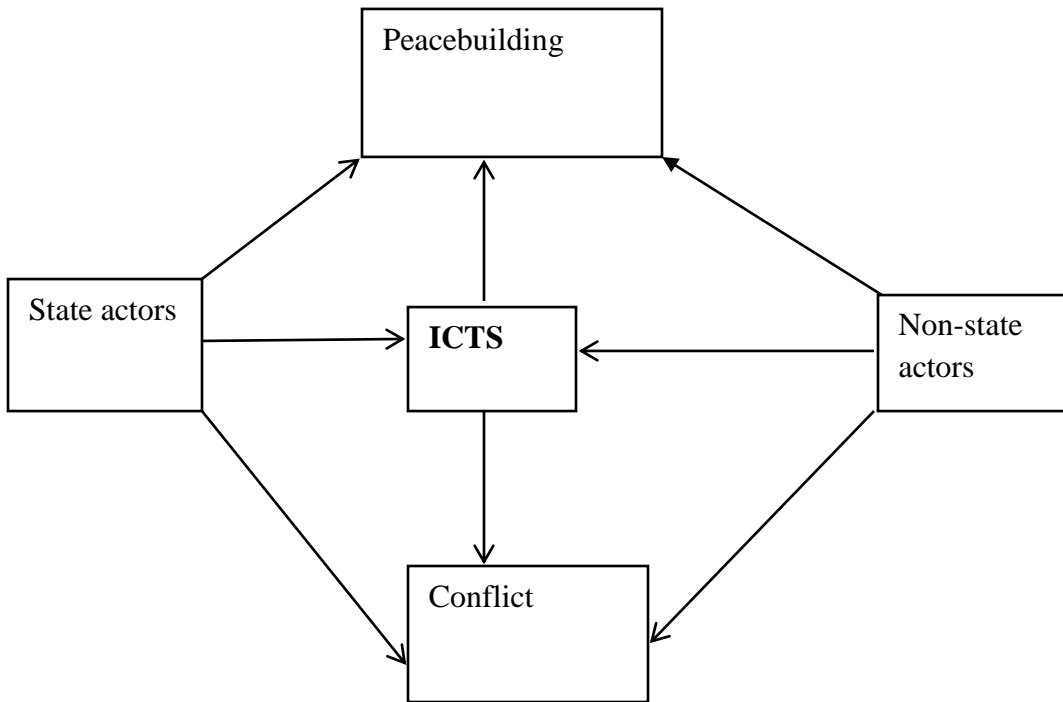 Peacebuilding
State actors
ICTS
Non-state
actors
Conflict